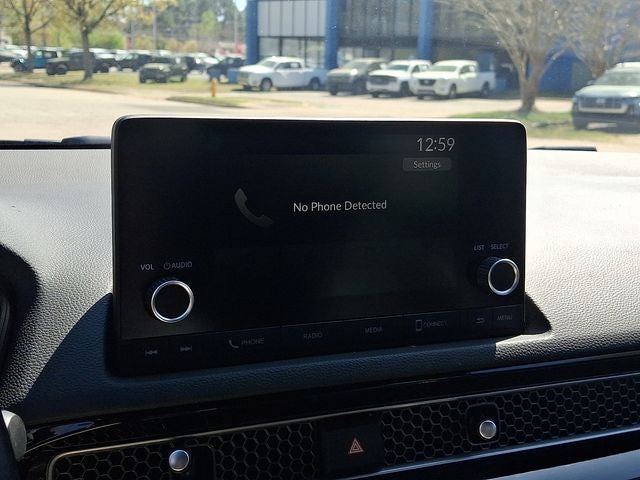 12:59
Settings
No Phone Detected
LIST SELECT
VOL AUDIO
PHONE RADIO MEDIA CONNECT MENU